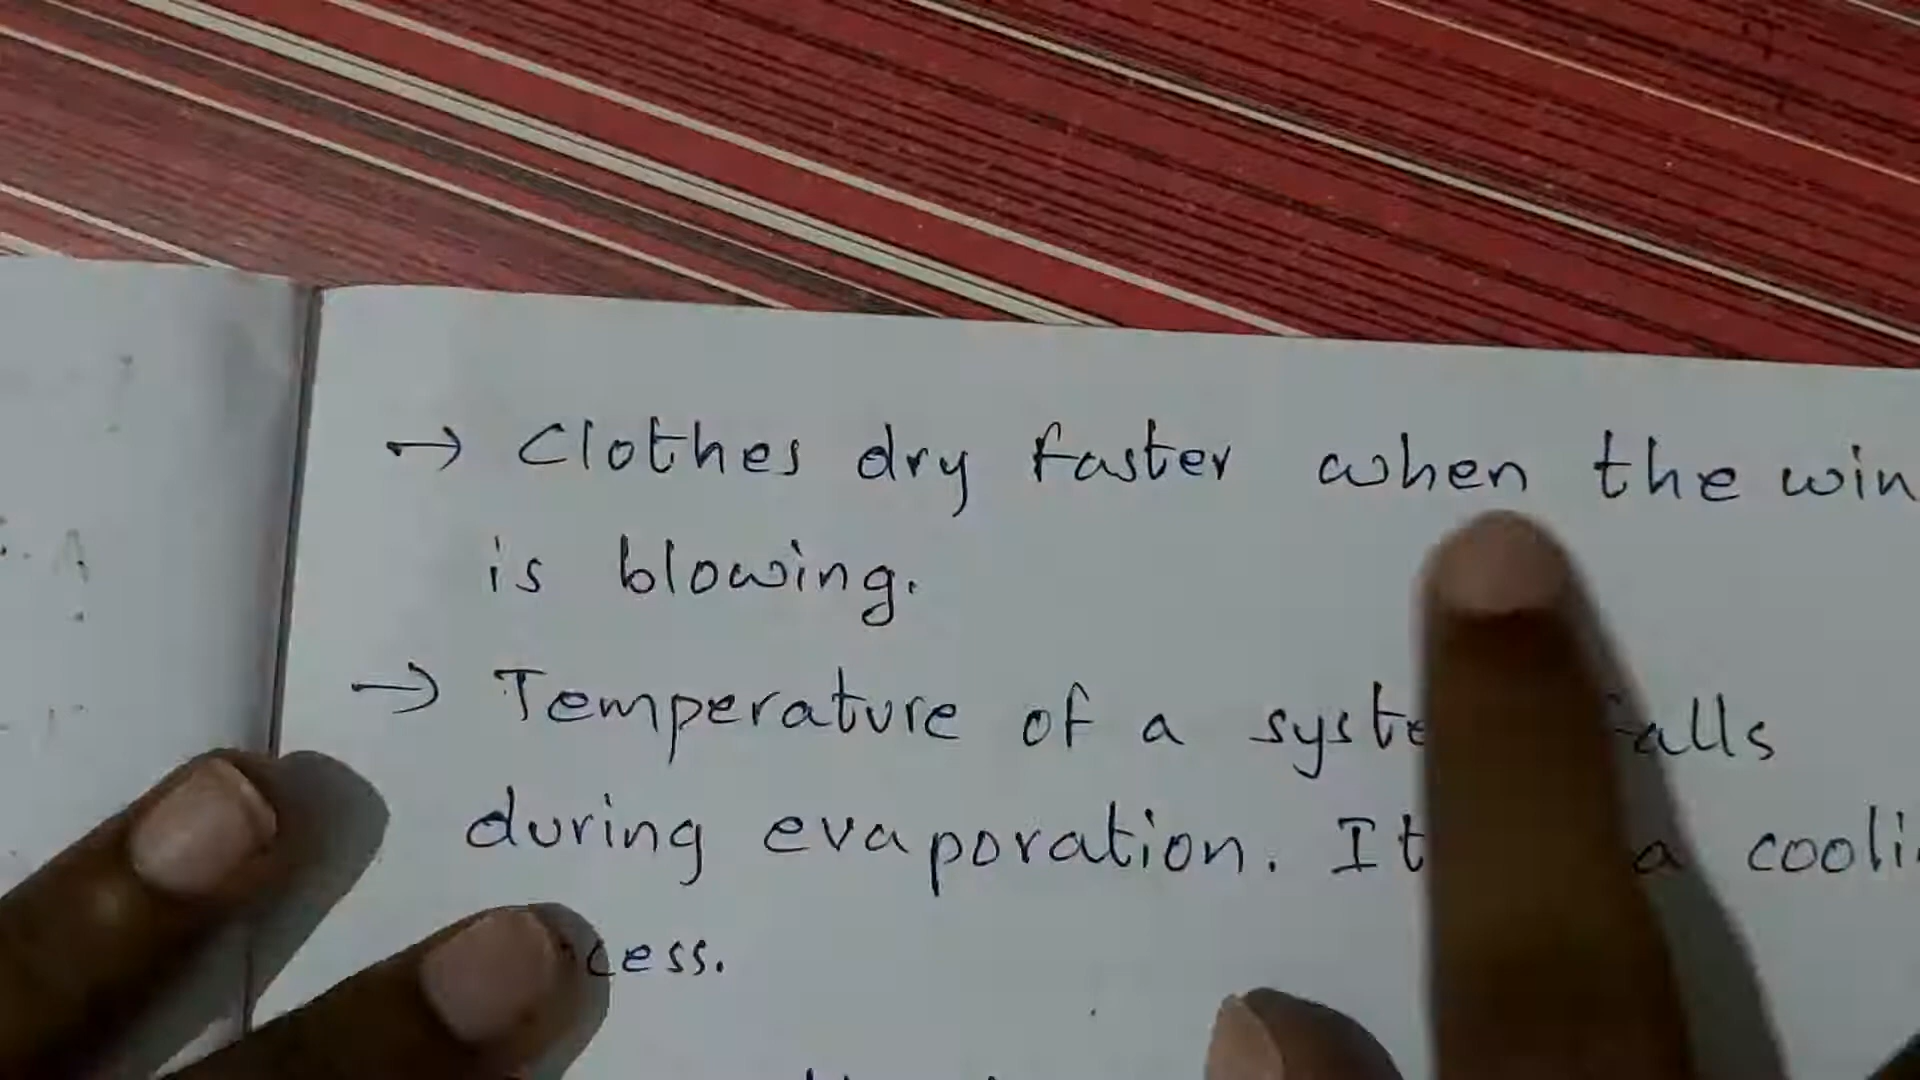 → Clothes dry faster when the win
is blowing.
→ Temperature of a syste alls
during evaporation. It a cooli
cess.